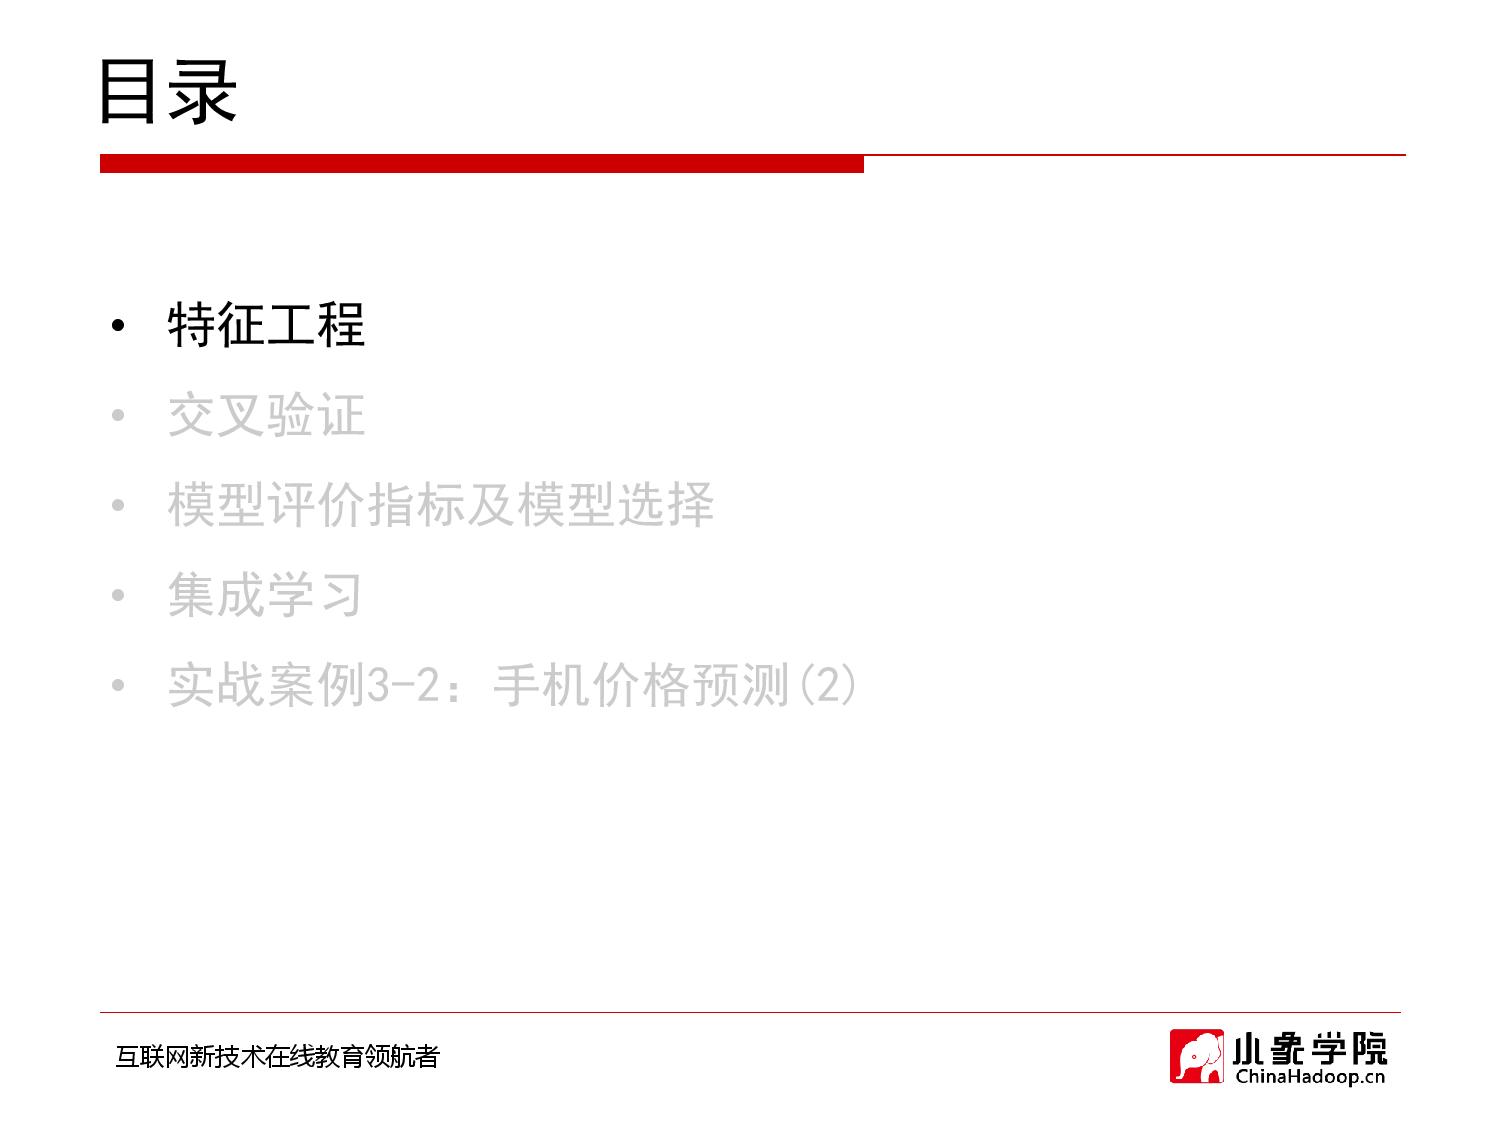 目录
• 特征工程
• 交叉验证
• 模型评价指标及模型选择
• 集成学习
• 实战案例3-2：手机价格预测(2)
互联网新技术在线教育领航者
小象学院
ChinaHadoop.cn